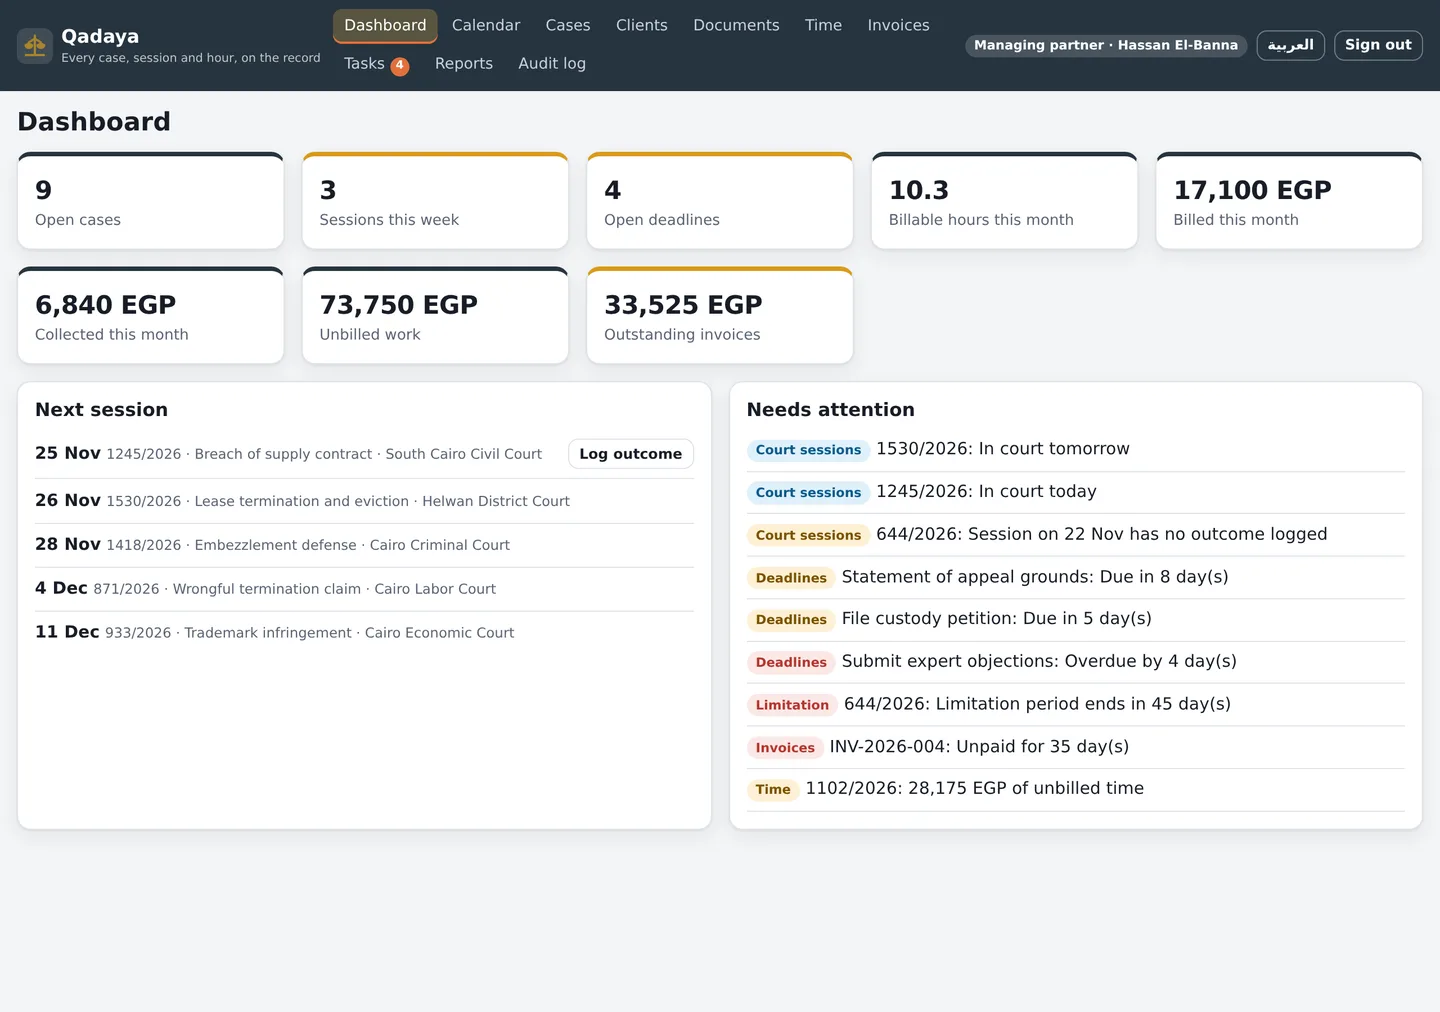 Qadaya
Every case, session and hour, on the record
Dashboard Calendar Cases Clients Documents Time Invoices
Tasks 4 Reports Audit log
Managing partner · Hassan El-Banna
العربية
Sign out
Dashboard
9
Open cases
3
Sessions this week
4
Open deadlines
10.3
Billable hours this month
17,100 EGP
Billed this month
6,840 EGP
Collected this month
73,750 EGP
Unbilled work
33,525 EGP
Outstanding invoices
Next session
25 Nov 1245/2026 · Breach of supply contract · South Cairo Civil Court Log outcome
26 Nov 1530/2026 · Lease termination and eviction · Helwan District Court
28 Nov 1418/2026 · Embezzlement defense · Cairo Criminal Court
4 Dec 871/2026 · Wrongful termination claim · Cairo Labor Court
11 Dec 933/2026 · Trademark infringement · Cairo Economic Court
Needs attention
Court sessions 1530/2026: In court tomorrow
Court sessions 1245/2026: In court today
Court sessions 644/2026: Session on 22 Nov has no outcome logged
Deadlines Statement of appeal grounds: Due in 8 day(s)
Deadlines File custody petition: Due in 5 day(s)
Deadlines Submit expert objections: Overdue by 4 day(s)
Limitation 644/2026: Limitation period ends in 45 day(s)
Invoices INV-2026-004: Unpaid for 35 day(s)
Time 1102/2026: 28,175 EGP of unbilled time